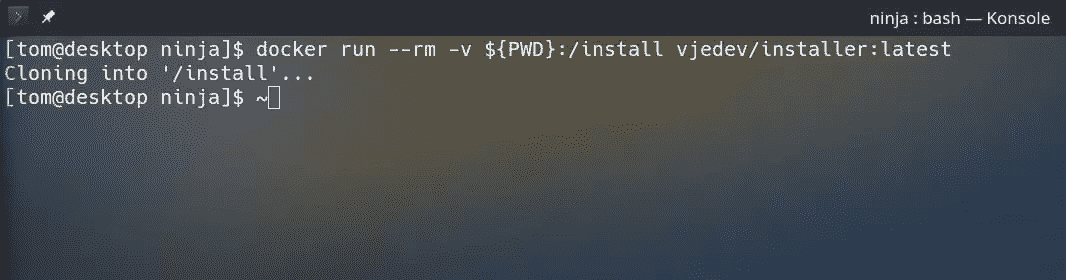 ninja : bash — Konsole
[tom@desktop ninja]$ docker run --rm -v ${PWD}:/install vjedev/installer:latest
Cloning into '/install'...
[tom@desktop ninja]$ ~